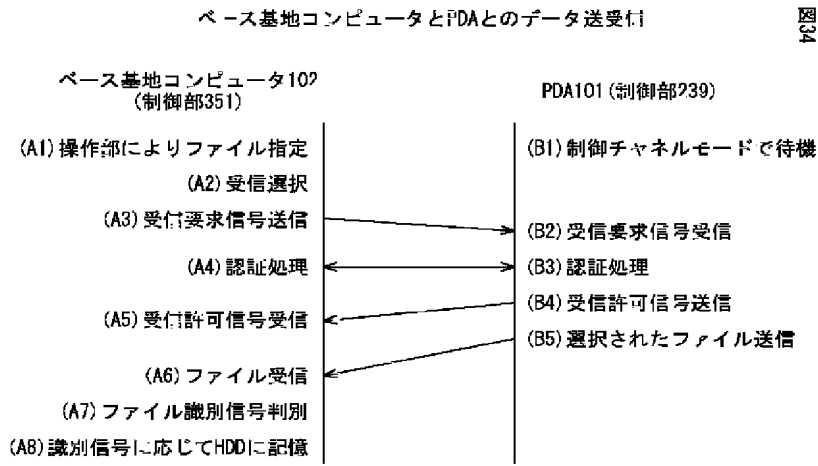 ベース基地コンピュータとPDAとのデータ送受信
図34
ベース基地コンピュータ102
(制御部351)
PDA101(制御部239)
(A1)操作部によりファイル指定
(B1)制御チャネルモードで待機
(A2)受信選択
(A3)受信要求信号送信
(B2)受信要求信号受信
(A4)認証処理
(B3)認証処理
(B4)受信許可信号送信
(A5)受信許可信号受信
(B5)選択されたファイル送信
(A6)ファイル受信
(A7)ファイル識別信号判別
(A8)識別信号に応じてHDDに記憶